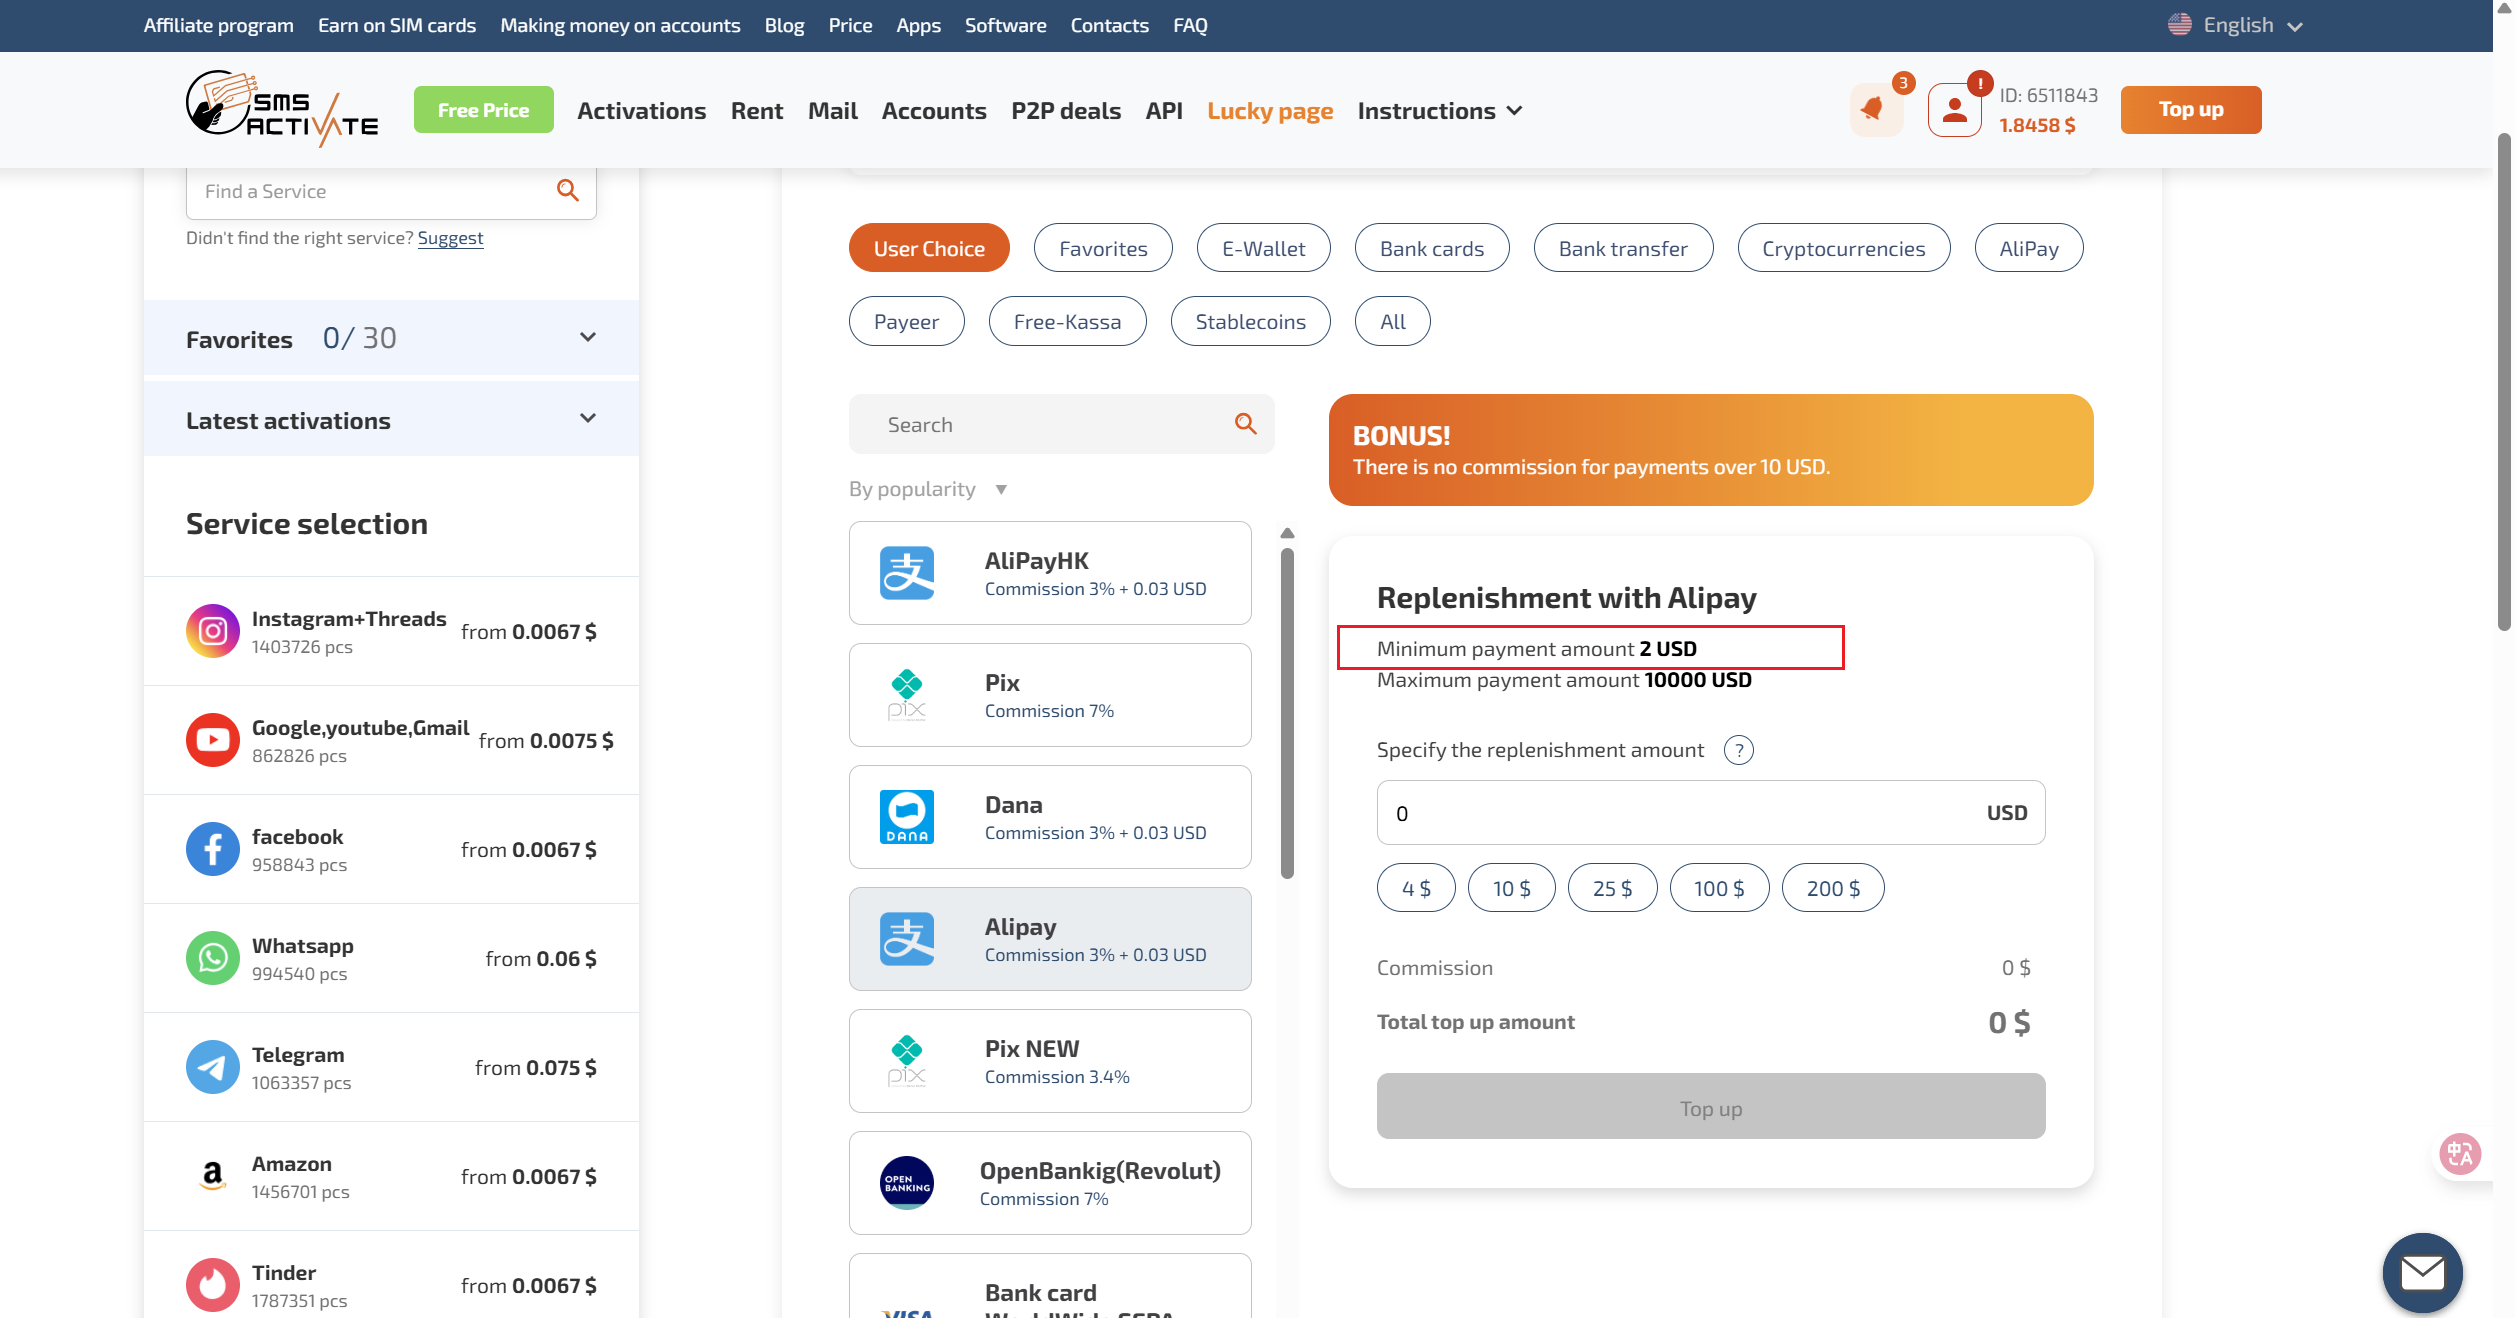 Affiliate program Earn on SIM cards Making money on accounts Blog Price Apps Software Contacts FAQ English
SMS ACTIVATE
Free Price Activations Rent Mail Accounts P2P deals API Lucky page Instructions
3
!
ID: 6511843
1.8458 $
Top up
Find a Service
Didn't find the right service? Suggest
Favorites 0/ 30
Latest activations
Service selection
Instagram+Threads
1403726 pcs
from 0.0067 $
Google,youtube,Gmail
862826 pcs
from 0.0075 $
facebook
958843 pcs
from 0.0067 $
Whatsapp
994540 pcs
from 0.06 $
Telegram
1063357 pcs
from 0.075 $
Amazon
1456701 pcs
from 0.0067 $
Tinder
1787351 pcs
from 0.0067 $
User Choice Favorites E-Wallet Bank cards Bank transfer Cryptocurrencies AliPay
Payeer Free-Kassa Stablecoins All
Search
By popularity
支
AliPayHK
Commission 3% + 0.03 USD
pix
Pix
Commission 7%
DANA
Dana
Commission 3% + 0.03 USD
支
Alipay
Commission 3% + 0.03 USD
pix
Pix NEW
Commission 3.4%
OPEN BANKING
OpenBankig(Revolut)
Commission 7%
VISA
Bank card
WorldWide
BONUS!
There is no commission for payments over 10 USD.
Replenishment with Alipay
Minimum payment amount 2 USD
Maximum payment amount 10000 USD
Specify the replenishment amount ?
0 USD
4 $ 10 $ 25 $ 100 $ 200 $
Commission 0 $
Total top up amount 0 $
Top up
中 A